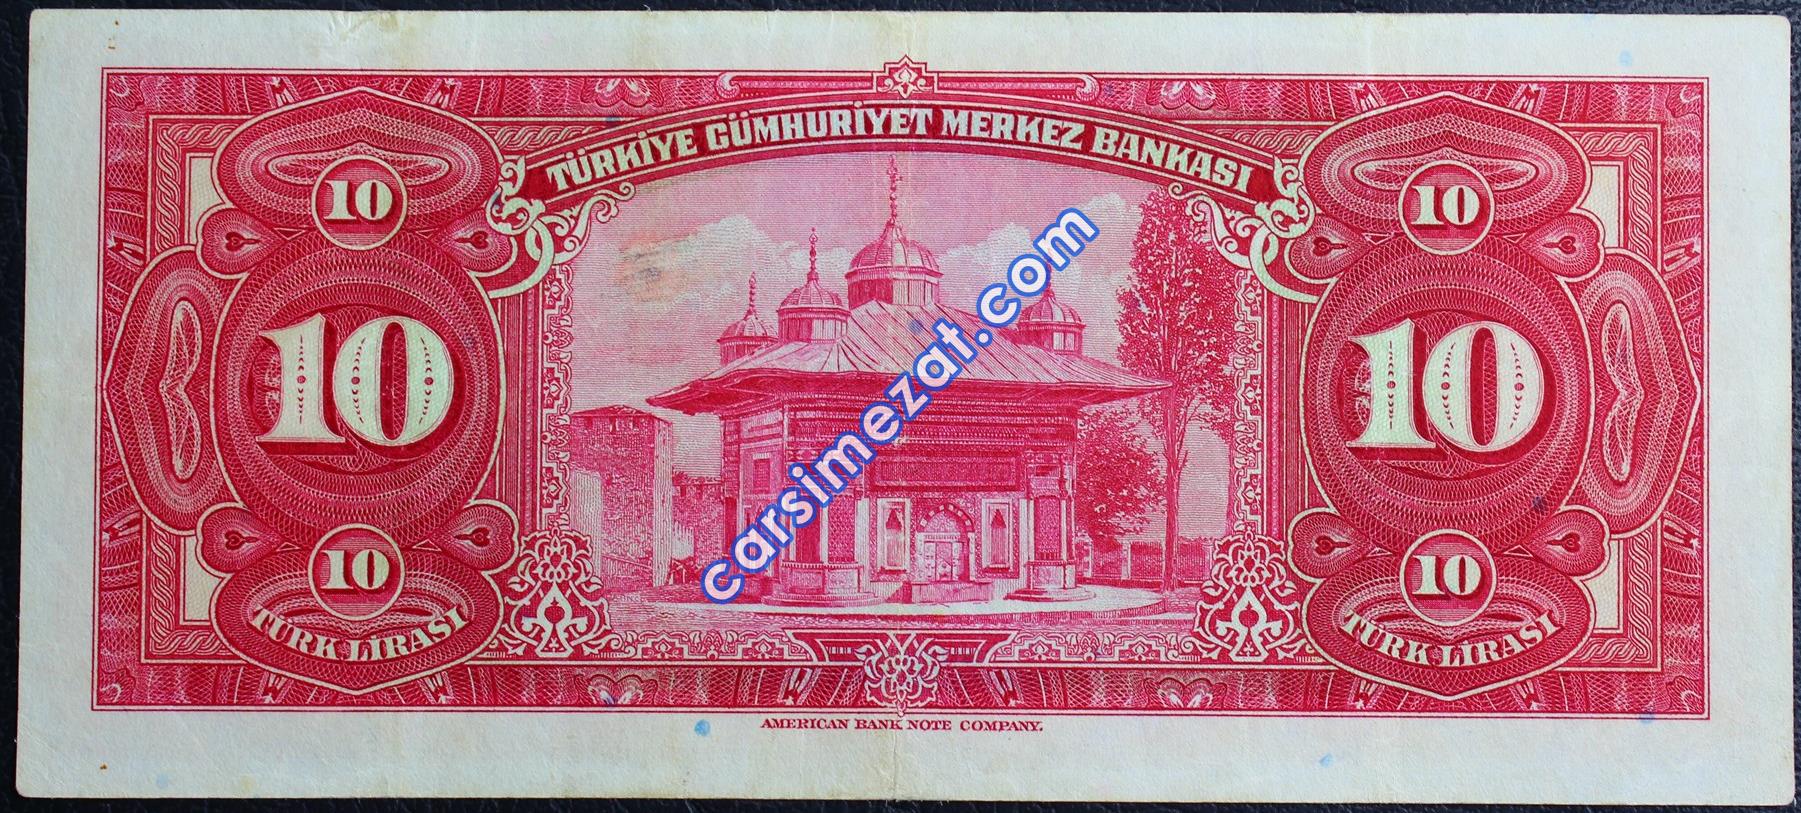 TÜRKİYE CÜMHURİYET MERKEZ BANKASI
10
10
10
10
carsimezat.com
10
10
TÜRK LİRASI
TÜRK LİRASI
AMERICAN BANK NOTE COMPANY.